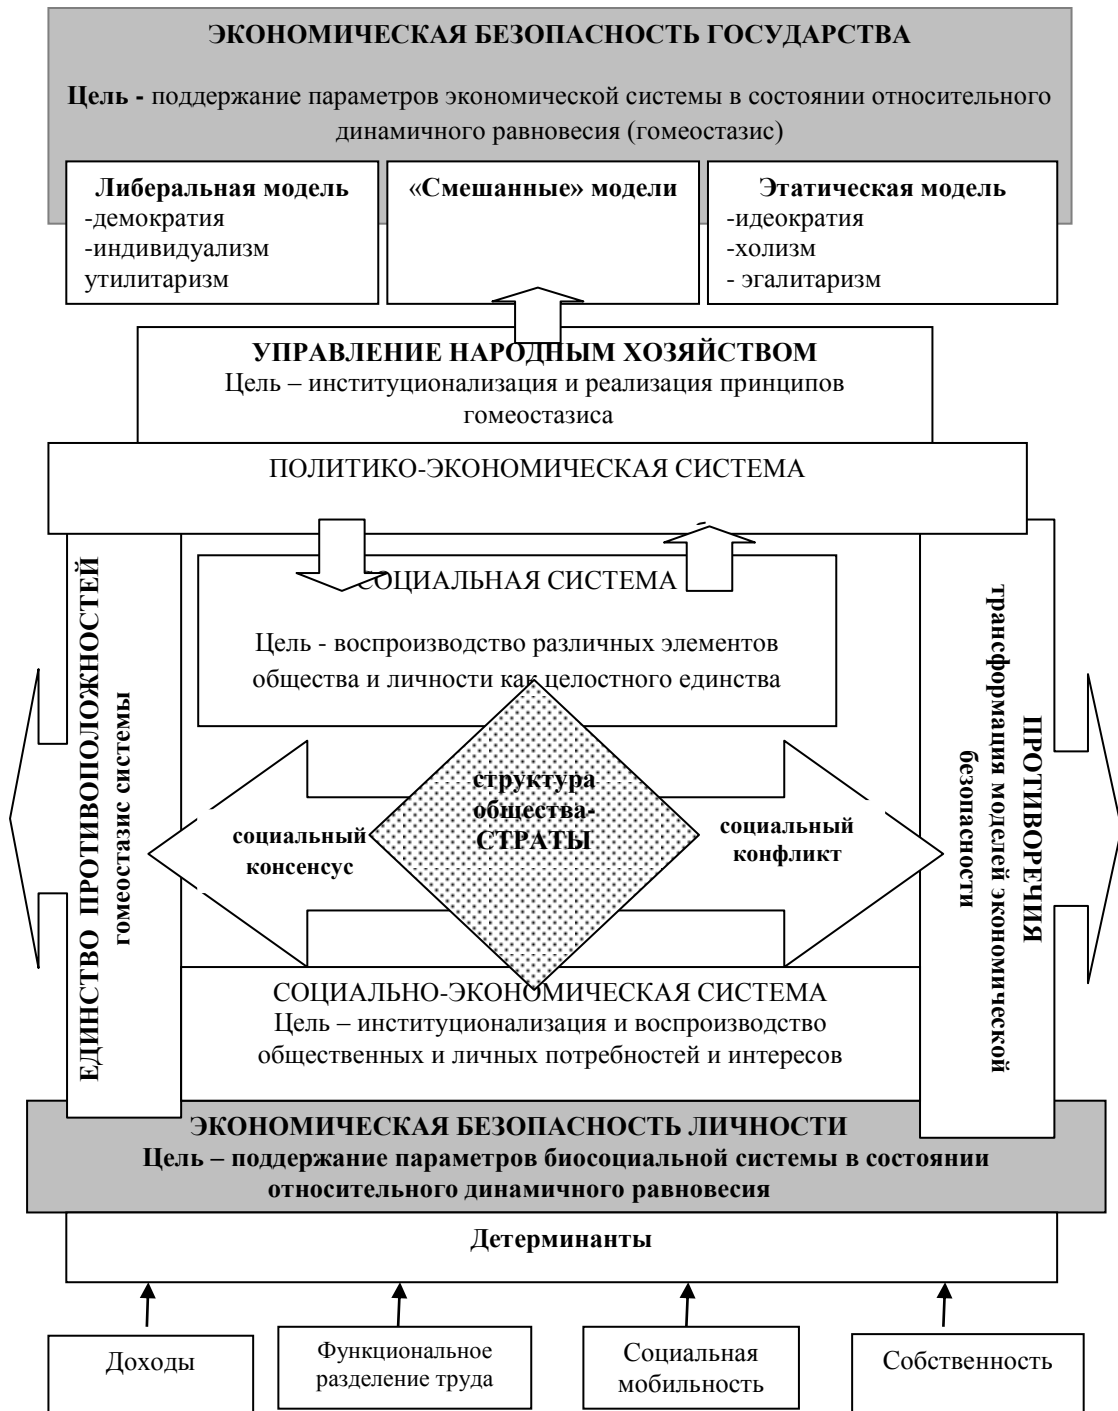 ЭКОНОМИЧЕСКАЯ БЕЗОПАСНОСТЬ ГОСУДАРСТВА
Цель - поддержание параметров экономической системы в состоянии относительного
динамичного равновесия (гомеостазис)
Либеральная модель
-демократия
-индивидуализм
утилитаризм
«Смешанные» модели
Этатическая модель
-идеократия
-холизм
- эгалитаризм
УПРАВЛЕНИЕ НАРОДНЫМ ХОЗЯЙСТВОМ
Цель – институционализация и реализация принципов
гомеостазиса
ПОЛИТИКО-ЭКОНОМИЧЕСКАЯ СИСТЕМА
ЕДИНСТВО ПРОТИВОПОЛОЖНОСТЕЙ
гомеостазис системы
СОЦИАЛЬНАЯ СИСТЕМА
Цель - воспроизводство различных элементов
общества и личности как целостного единства
структура
общества-
СТРАТЫ
социальный
консенсус
социальный
конфликт
ПРОТИВОРЕЧИЯ
трансформация моделей экономической
безопасности
СОЦИАЛЬНО-ЭКОНОМИЧЕСКАЯ СИСТЕМА
Цель – институционализация и воспроизводство
общественных и личных потребностей и интересов
ЭКОНОМИЧЕСКАЯ БЕЗОПАСНОСТЬ ЛИЧНОСТИ
Цель – поддержание параметров биосоциальной системы в состоянии
относительного динамичного равновесия
Детерминанты
Доходы
Функциональное
разделение труда
Социальная
мобильность
Собственность